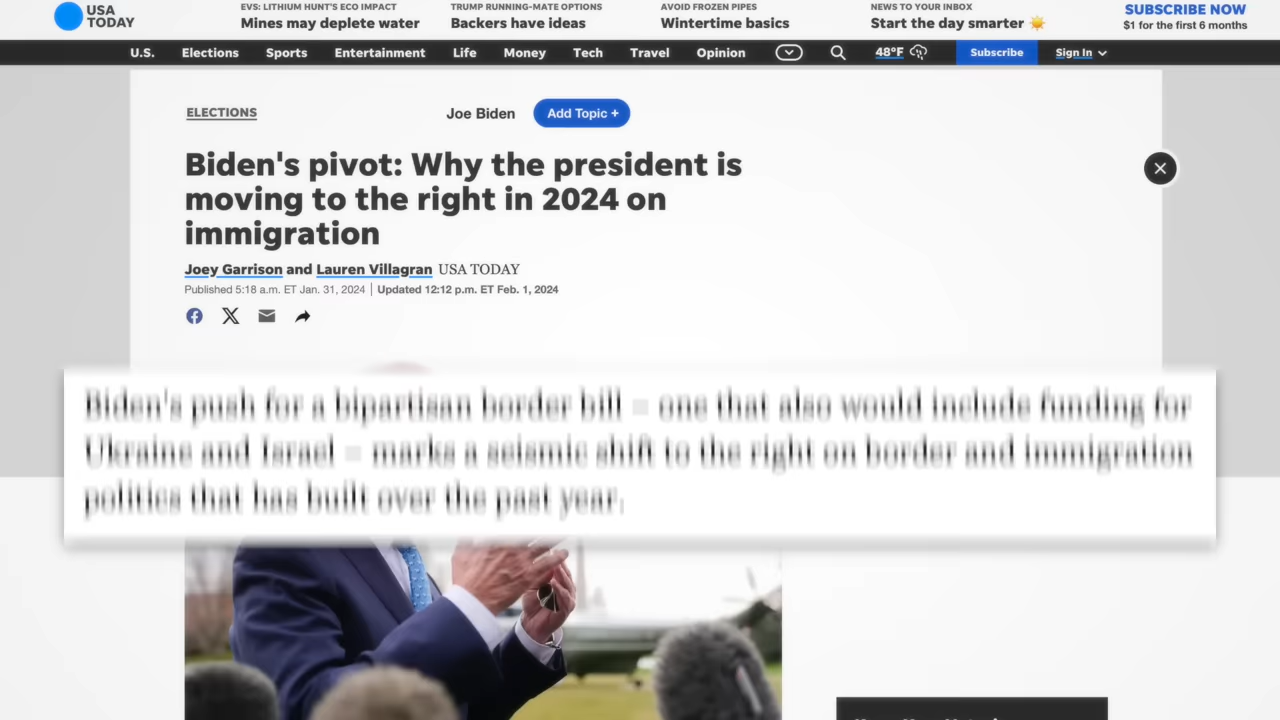 USA
TODAY
EVS: LITHIUM HUNT'S ECO IMPACT
Mines may deplete water
TRUMP RUNNING-MATE OPTIONS
Backers have ideas
AVOID FROZEN PIPES
Wintertime basics
NEWS TO YOUR INBOX
Start the day smarter ☀️
SUBSCRIBE NOW
$1 for the first 6 months
U.S. Elections Sports Entertainment Life Money Tech Travel Opinion 48°F Subscribe Sign In
ELECTIONS
Joe Biden Add Topic +
Biden's pivot: Why the president is
moving to the right in 2024 on
immigration
Joey Garrison and Lauren Villagran USA TODAY
Published 5:18 a.m. ET Jan. 31, 2024 | Updated 12:12 p.m. ET Feb. 1, 2024
Biden's push for a bipartisan border bill – one that also would include funding for
Ukraine and Israel – marks a seismic shift to the right on border and immigration
politics that has built over the past year.